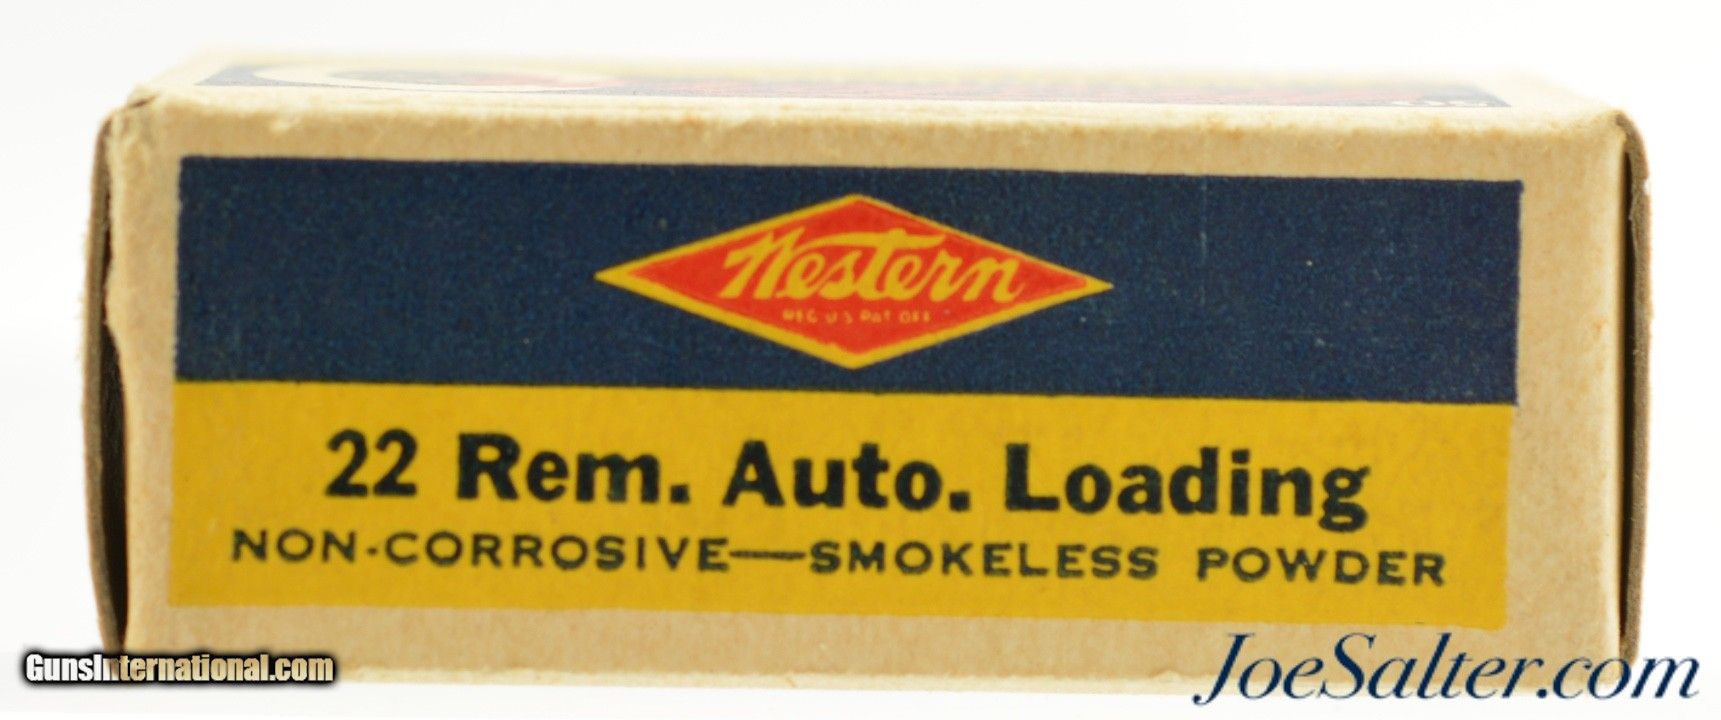 Western
REG U S PAT OFF
22 Rem. Auto. Loading
NON-CORROSIVE—SMOKELESS POWDER
GunsInternational.com
JoeSalter.com